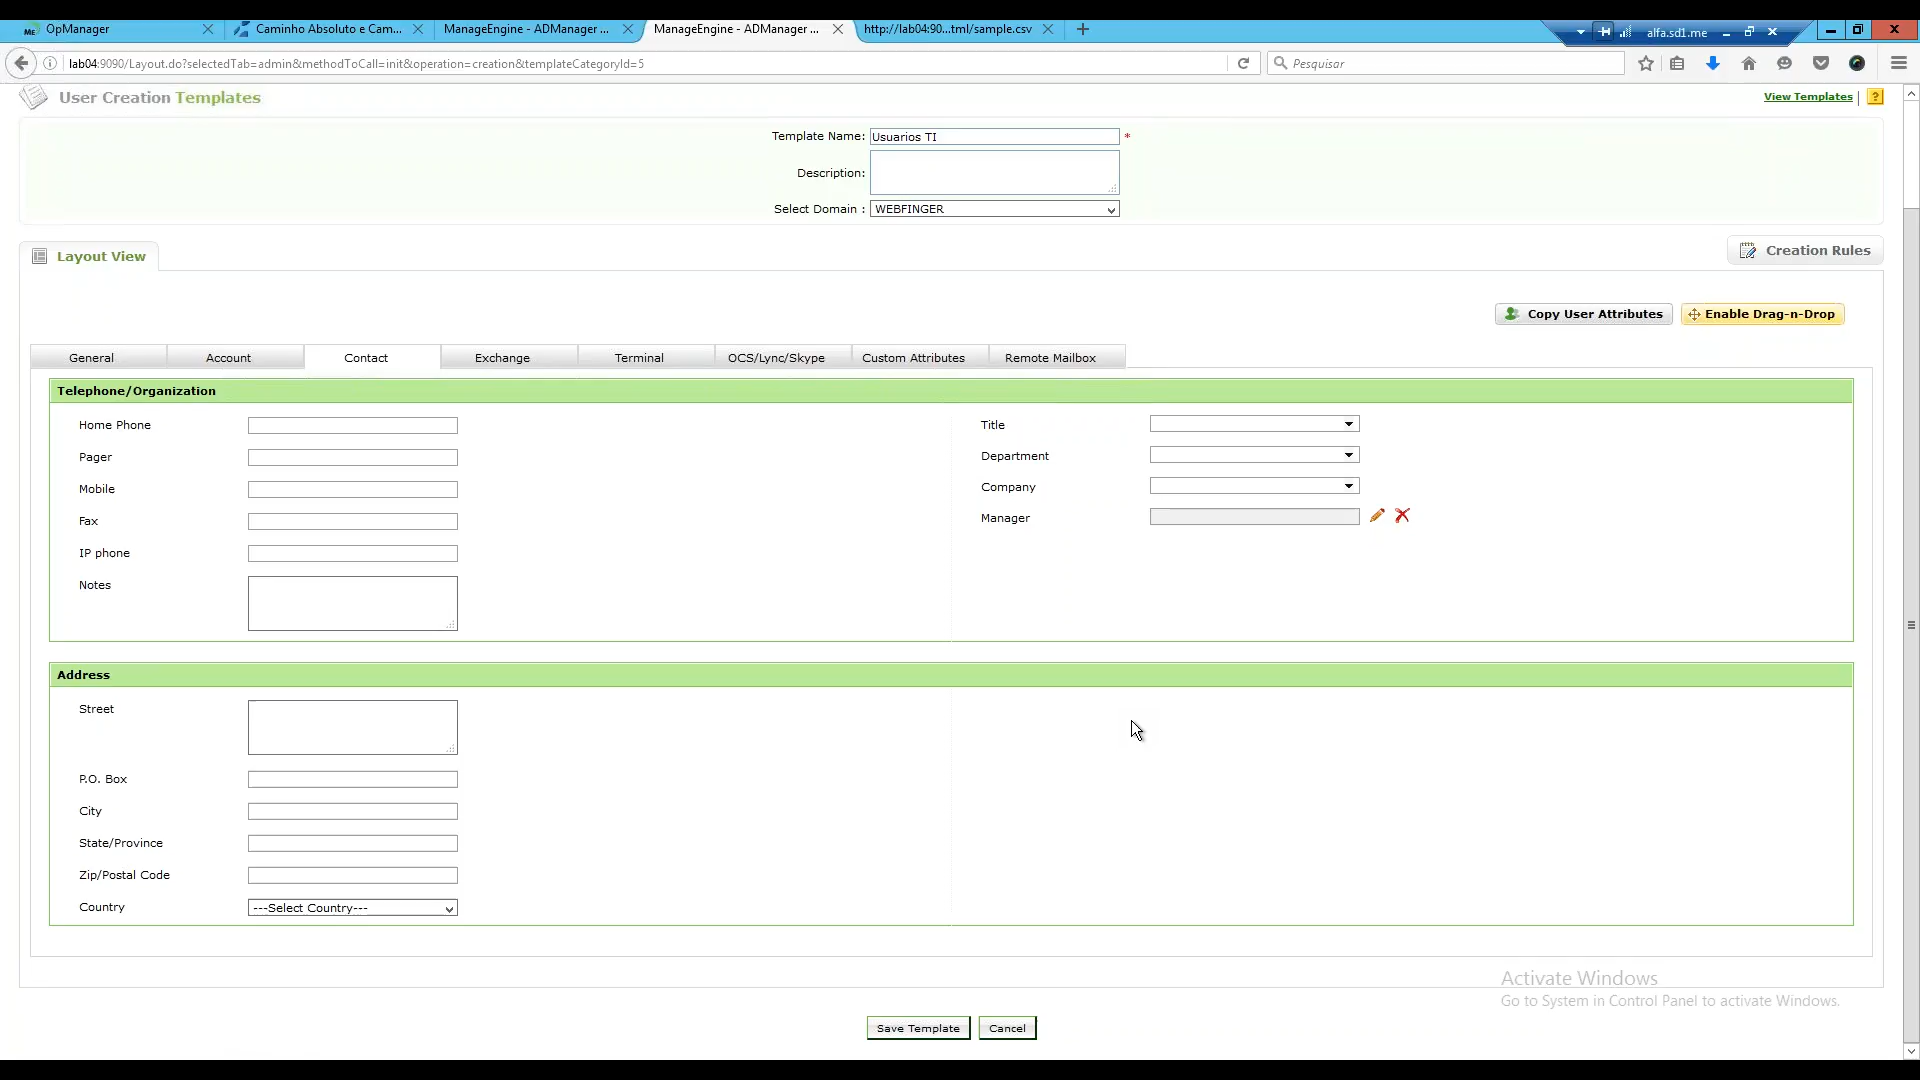 OpManager
Caminho Absoluto e Cam...
ManageEngine - ADManager ...
ManageEngine - ADManager ...
http://lab04:90...tml/sample.csv
alfa.sd1.me
lab04:9090/Layout.do?selectedTab=admin&methodToCall=init&operation=creation&templateCategoryId=5
Pesquisar
User Creation Templates
View Templates | ?
Template Name: Usuarios TI *
Description:
Select Domain : WEBFINGER
Layout View
Creation Rules
Copy User Attributes
Enable Drag-n-Drop
General
Account
Contact
Exchange
Terminal
OCS/Lync/Skype
Custom Attributes
Remote Mailbox
Telephone/Organization
Home Phone
Pager
Mobile
Fax
IP phone
Notes
Title
Department
Company
Manager
Address
Street
P.O. Box
City
State/Province
Zip/Postal Code
Country
---Select Country---
Activate Windows
Go to System in Control Panel to activate Windows.
Save Template
Cancel